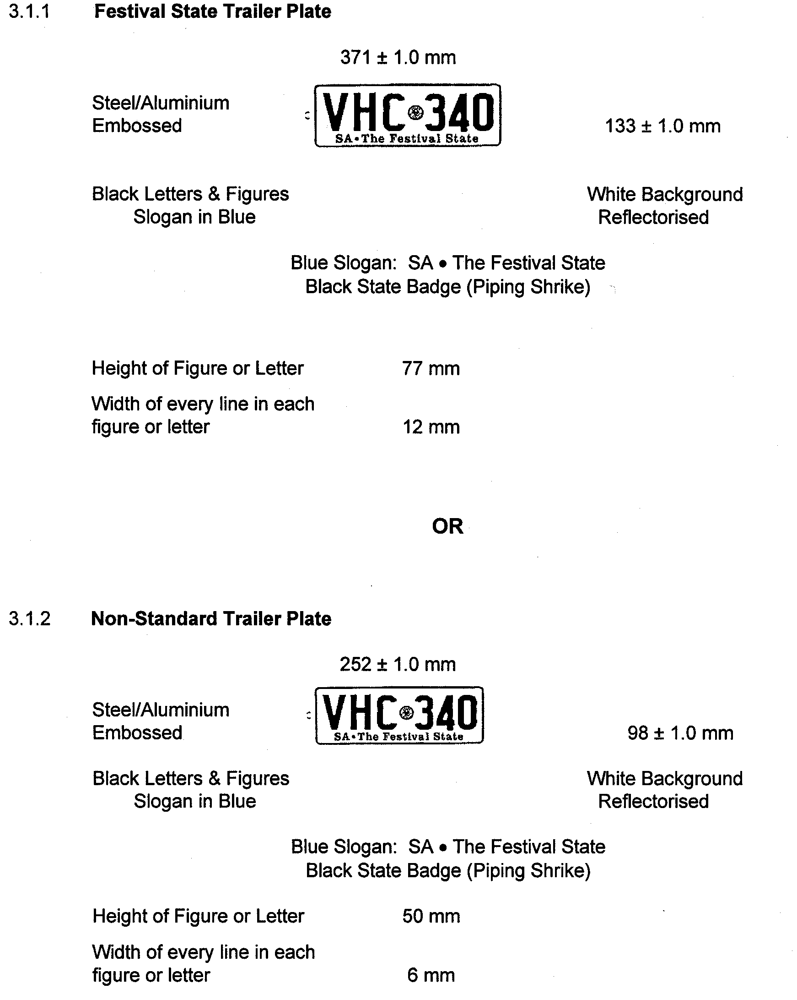 3.1.1 Festival State Trailer Plate
371 ± 1.0 mm
Steel/Aluminium
Embossed
VHC 340
SA•The Festival State
133 ± 1.0 mm
Black Letters & Figures
Slogan in Blue
White Background
Reflectorised
Blue Slogan: SA • The Festival State
Black State Badge (Piping Shrike)
Height of Figure or Letter 77 mm
Width of every line in each
figure or letter 12 mm
OR
3.1.2 Non-Standard Trailer Plate
252 ± 1.0 mm
Steel/Aluminium
Embossed
VHC 340
SA•The Festival State
98 ± 1.0 mm
Black Letters & Figures
Slogan in Blue
White Background
Reflectorised
Blue Slogan: SA • The Festival State
Black State Badge (Piping Shrike)
Height of Figure or Letter 50 mm
Width of every line in each
figure or letter 6 mm